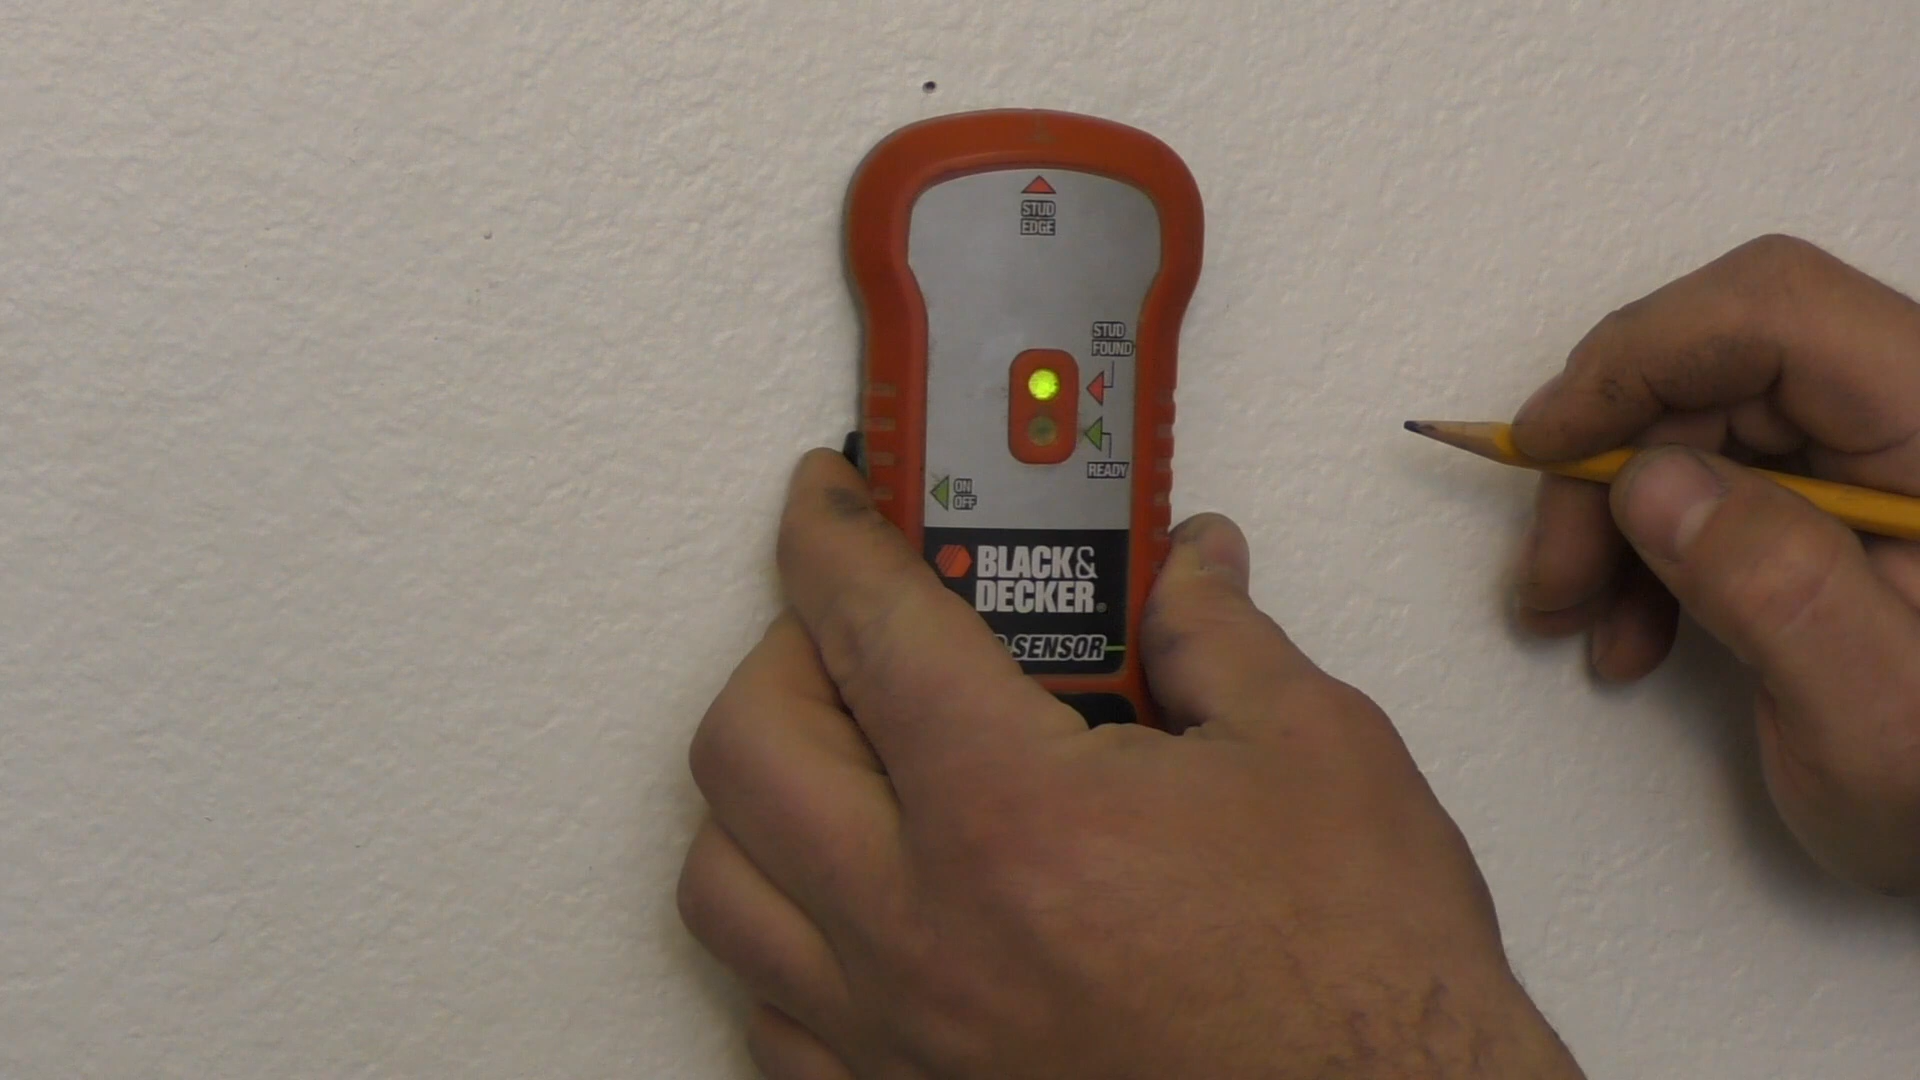 STUD
EDGE
STUD
FOUND
READY
ON
OFF
BLACK&
DECKER®
SENSOR